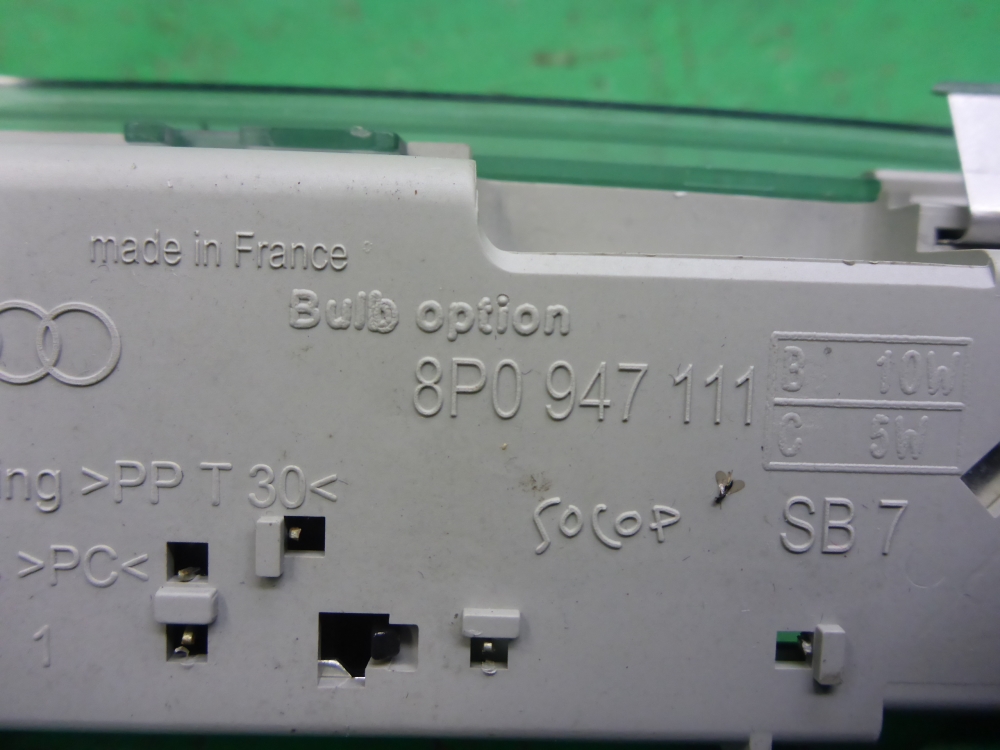 made in France
Bulb option
8P0 947 111
B 10W
C 5W
ing >PP T 30<
SOCOP
SB 7
>PC<
1